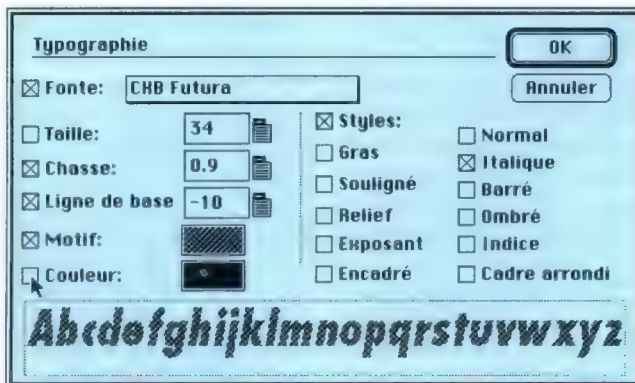 Typographie
OK
Fonte: CXB Futura
Annuler
Taille: 34
Chasse: 0.9
Ligne de base -10
Motif:
Couleur:
Styles:
Gras
Souligné
Relief
Exposant
Encadré
Normal
Italique
Barré
Ombré
Indice
Cadre arrondi
Abcdefghijklmnopqrstuvwxyz